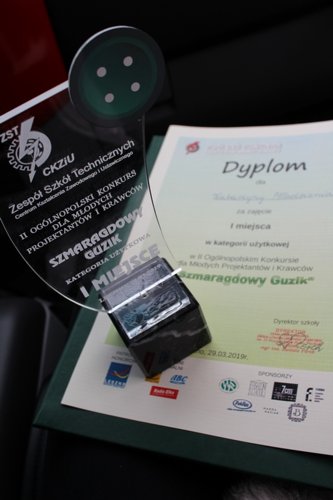 ZST
CKZiU
Zespół Szkół Technicznych
Centrum Kształcenia Zawodowego i Ustawicznego
II OGÓLNOPOLSKI KONKURS
DLA MŁODYCH
PROJEKTANTÓW I KRAWCÓW
SZMARAGDOWY
GUZIK
KATEGORIA UŻYTKOWA
I MIEJSCE
Dyplom
dla
za zajęcie
I miejsca
w kategorii użytkowej
w II Ogólnopolskim Konkursie
dla Młodych Projektantów i Krawców
"Szmaragdowy Guzik"
Dyrektor szkoły
29.03.2019r.
SPONSORZY
ABC